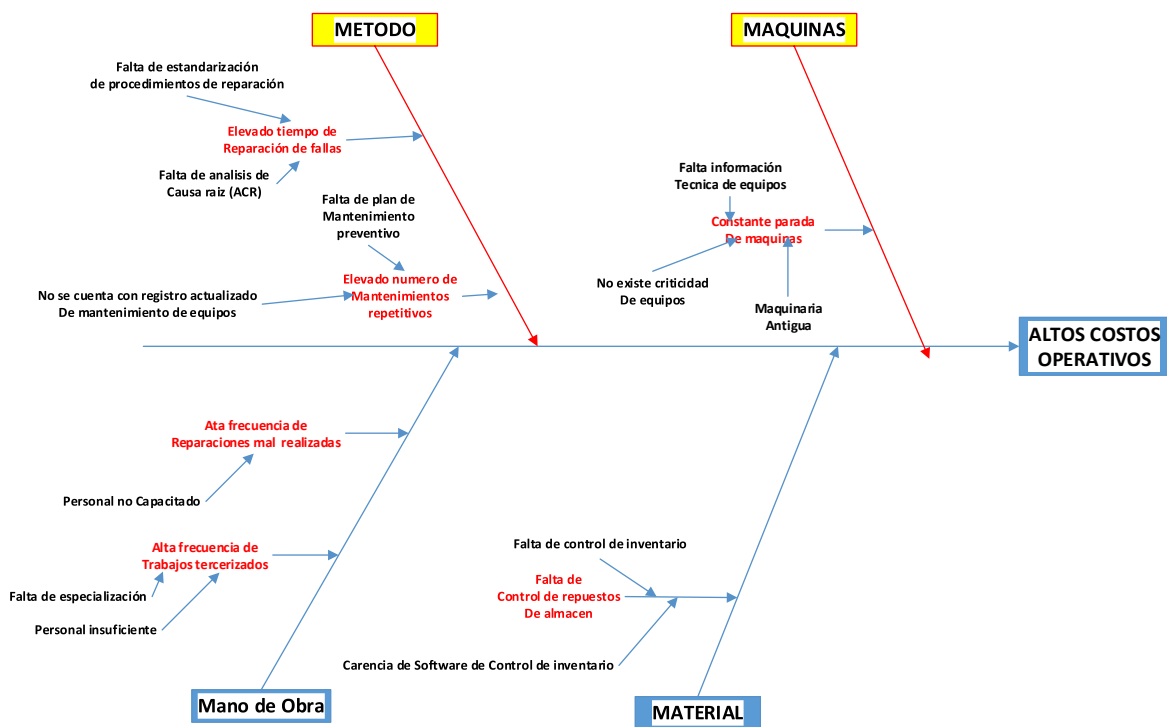 METODO
MAQUINAS
Falta de estandarización
de procedimientos de reparación
Elevado tiempo de
Reparación de fallas
Falta de analisis de
Causa raiz (ACR)
Falta de plan de
Mantenimiento
preventivo
Elevado numero de
Mantenimientos
repetitivos
No se cuenta con registro actualizado
De mantenimiento de equipos
Falta información
Tecnica de equipos
Constante parada
De maquinas
No existe criticidad
De equipos
Maquinaria
Antigua
ALTOS COSTOS
OPERATIVOS
Ata frecuencia de
Reparaciones mal realizadas
Personal no Capacitado
Alta frecuencia de
Trabajos tercerizados
Falta de especialización
Personal insuficiente
Falta de control de inventario
Falta de
Control de repuestos
De almacen
Carencia de Software de Control de inventario
Mano de Obra
MATERIAL